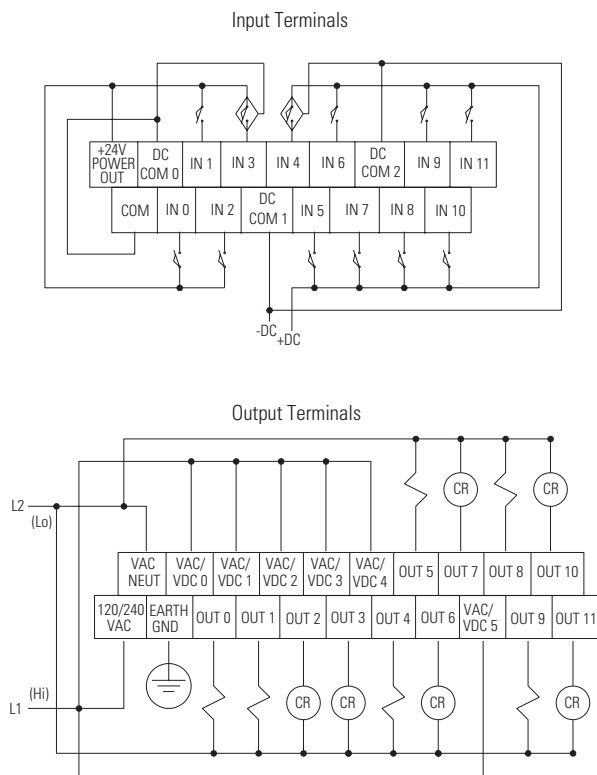 Input Terminals
+24V POWER OUT
DC COM 0
IN 1
IN 3
IN 4
IN 6
DC COM 2
IN 9
IN 11
COM
IN 0
IN 2
DC COM 1
IN 5
IN 7
IN 8
IN 10
-DC
+DC
Output Terminals
CR
CR
L2
(Lo)
VAC NEUT
VAC/ VDC 0
VAC/ VDC 1
VAC/ VDC 2
VAC/ VDC 3
VAC/ VDC 4
OUT 5
OUT 7
OUT 8
OUT 10
120/240 VAC
EARTH GND
OUT 0
OUT 1
OUT 2
OUT 3
OUT 4
OUT 6
VAC/ VDC 5
OUT 9
OUT 11
(Hi)
L1
CR
CR
CR
CR